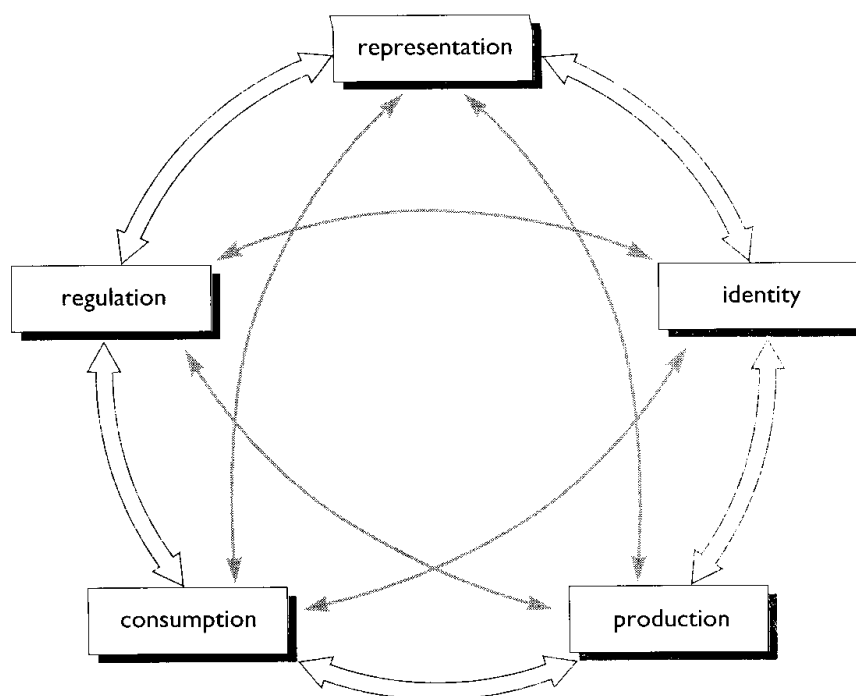 representation
regulation
identity
consumption
production